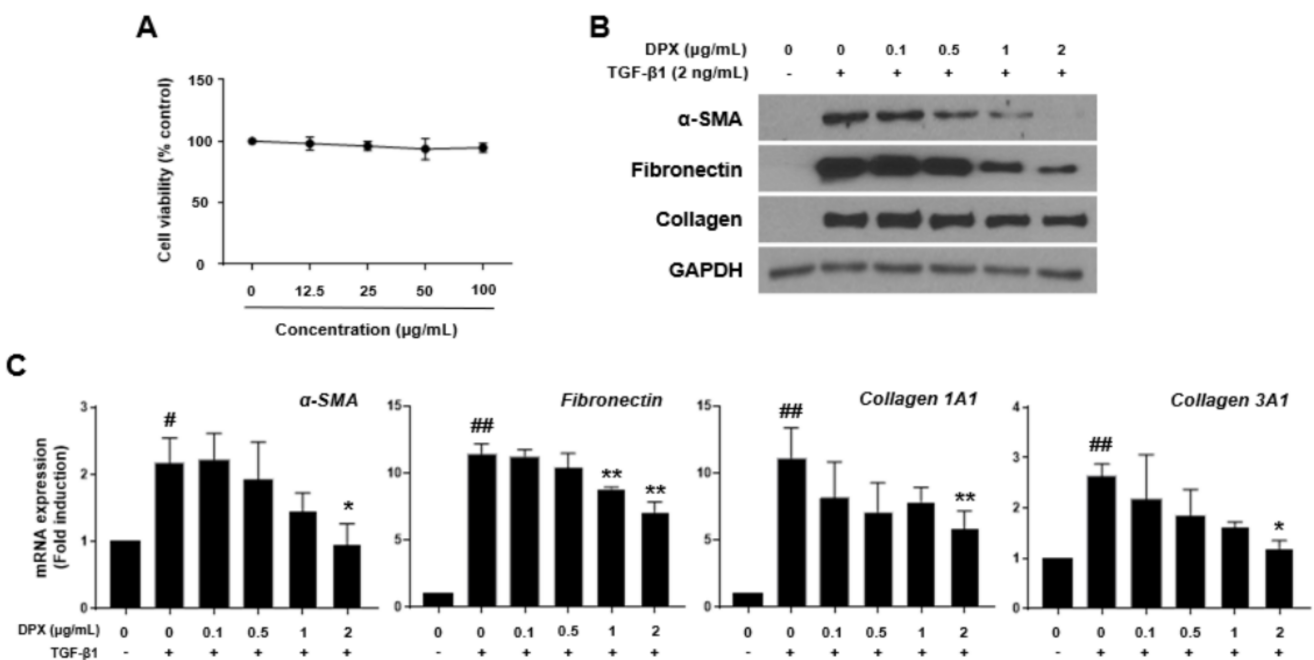 A
150
100
50
0
Cell viability (% control)
0 12.5 25 50 100
Concentration (µg/mL)
B
DPX (µg/mL) 0 0 0.1 0.5 1 2
TGF-β1 (2 ng/mL) - + + + + +
α-SMA
Fibronectin
Collagen
GAPDH
C
mRNA expression
(Fold induction)
α-SMA
3
2
1
0
# *
Fibronectin
15
10
5
0
## ** **
Collagen 1A1
15
10
5
0
## **
Collagen 3A1
4
3
2
1
0
## *
DPX (µg/mL) 0 0 0.1 0.5 1 2 0 0 0.1 0.5 1 2 0 0 0.1 0.5 1 2 0 0 0.1 0.5 1 2
TGF-β1 - + + + + + - + + + + + - + + + + + - + + + + +